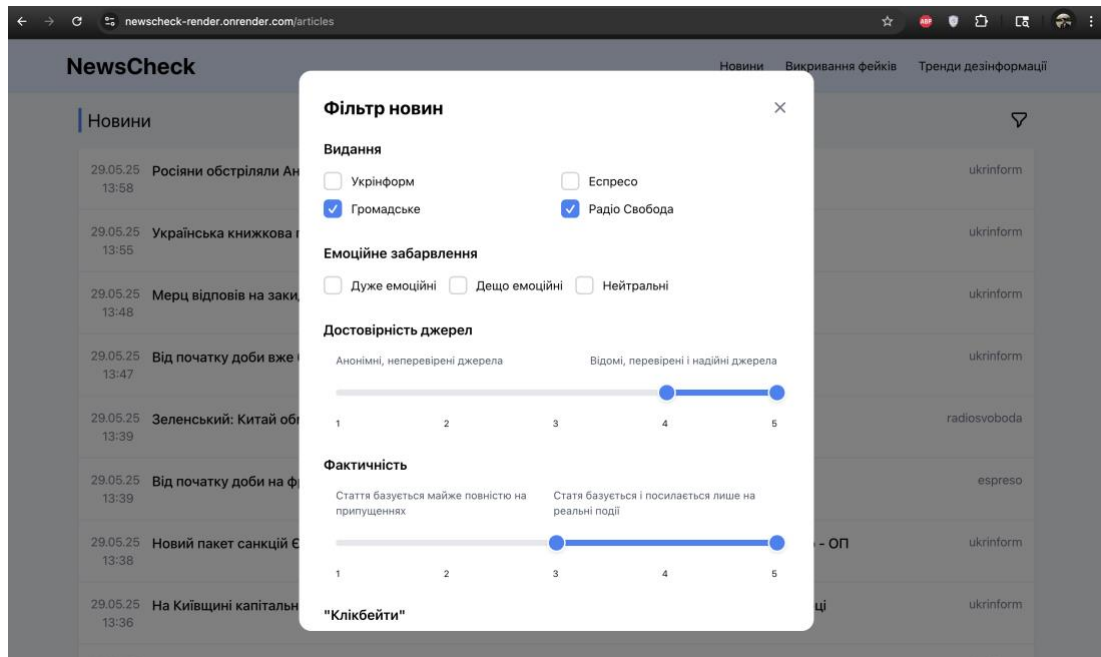 newscheck-render.onrender.com/articles
ABP
NewsCheck
Новини Викривання фейків Тренди дезінформації
Новини
Фільтр новин
Видання
Укрінформ Еспресо
Громадське Радіо Свобода
Емоційне забарвлення
Дуже емоційні Дещо емоційні Нейтральні
Достовірність джерел
Анонімні, неперевірені джерела Відомі, перевірені і надійні джерела
1 2 3 4 5
Фактичність
Стаття базується майже повністю на Статя базується і посилається лише на
припущеннях реальні події
1 2 3 4 5
"Клікбейти"
29.05.25 Росіяни обстріляли ukrinform
13:58
29.05.25 Українська книжкова ukrinform
13:55
29.05.25 Мерц відповів на ukrinform
13:48
29.05.25 Від початку доби вже ukrinform
13:47
29.05.25 Зеленський: Китай radiosvoboda
13:39
29.05.25 Від початку доби на espreso
13:39
29.05.25 Новий пакет санкцій - ОП ukrinform
13:38
29.05.25 На Київщині ukrinform
13:36